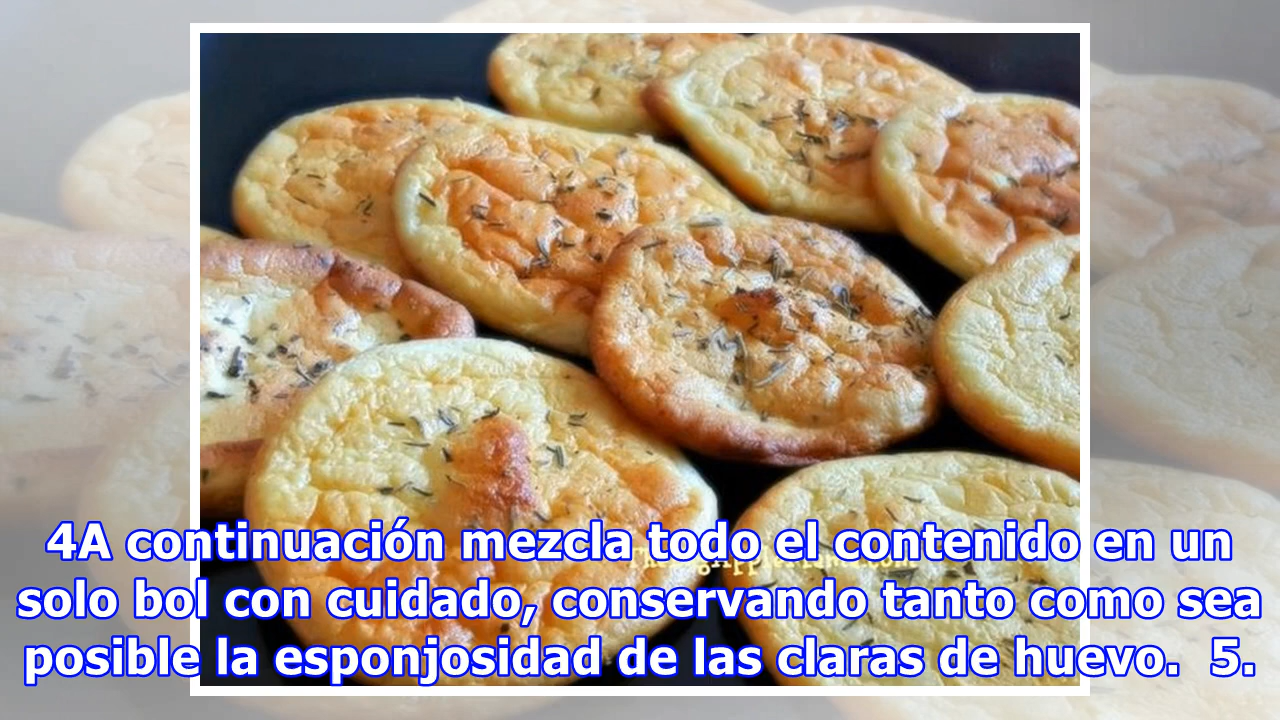 4A continuación mezcla todo el contenido en un
solo bol con cuidado, conservando tanto como sea
posible la esponjosidad de las claras de huevo.  5.